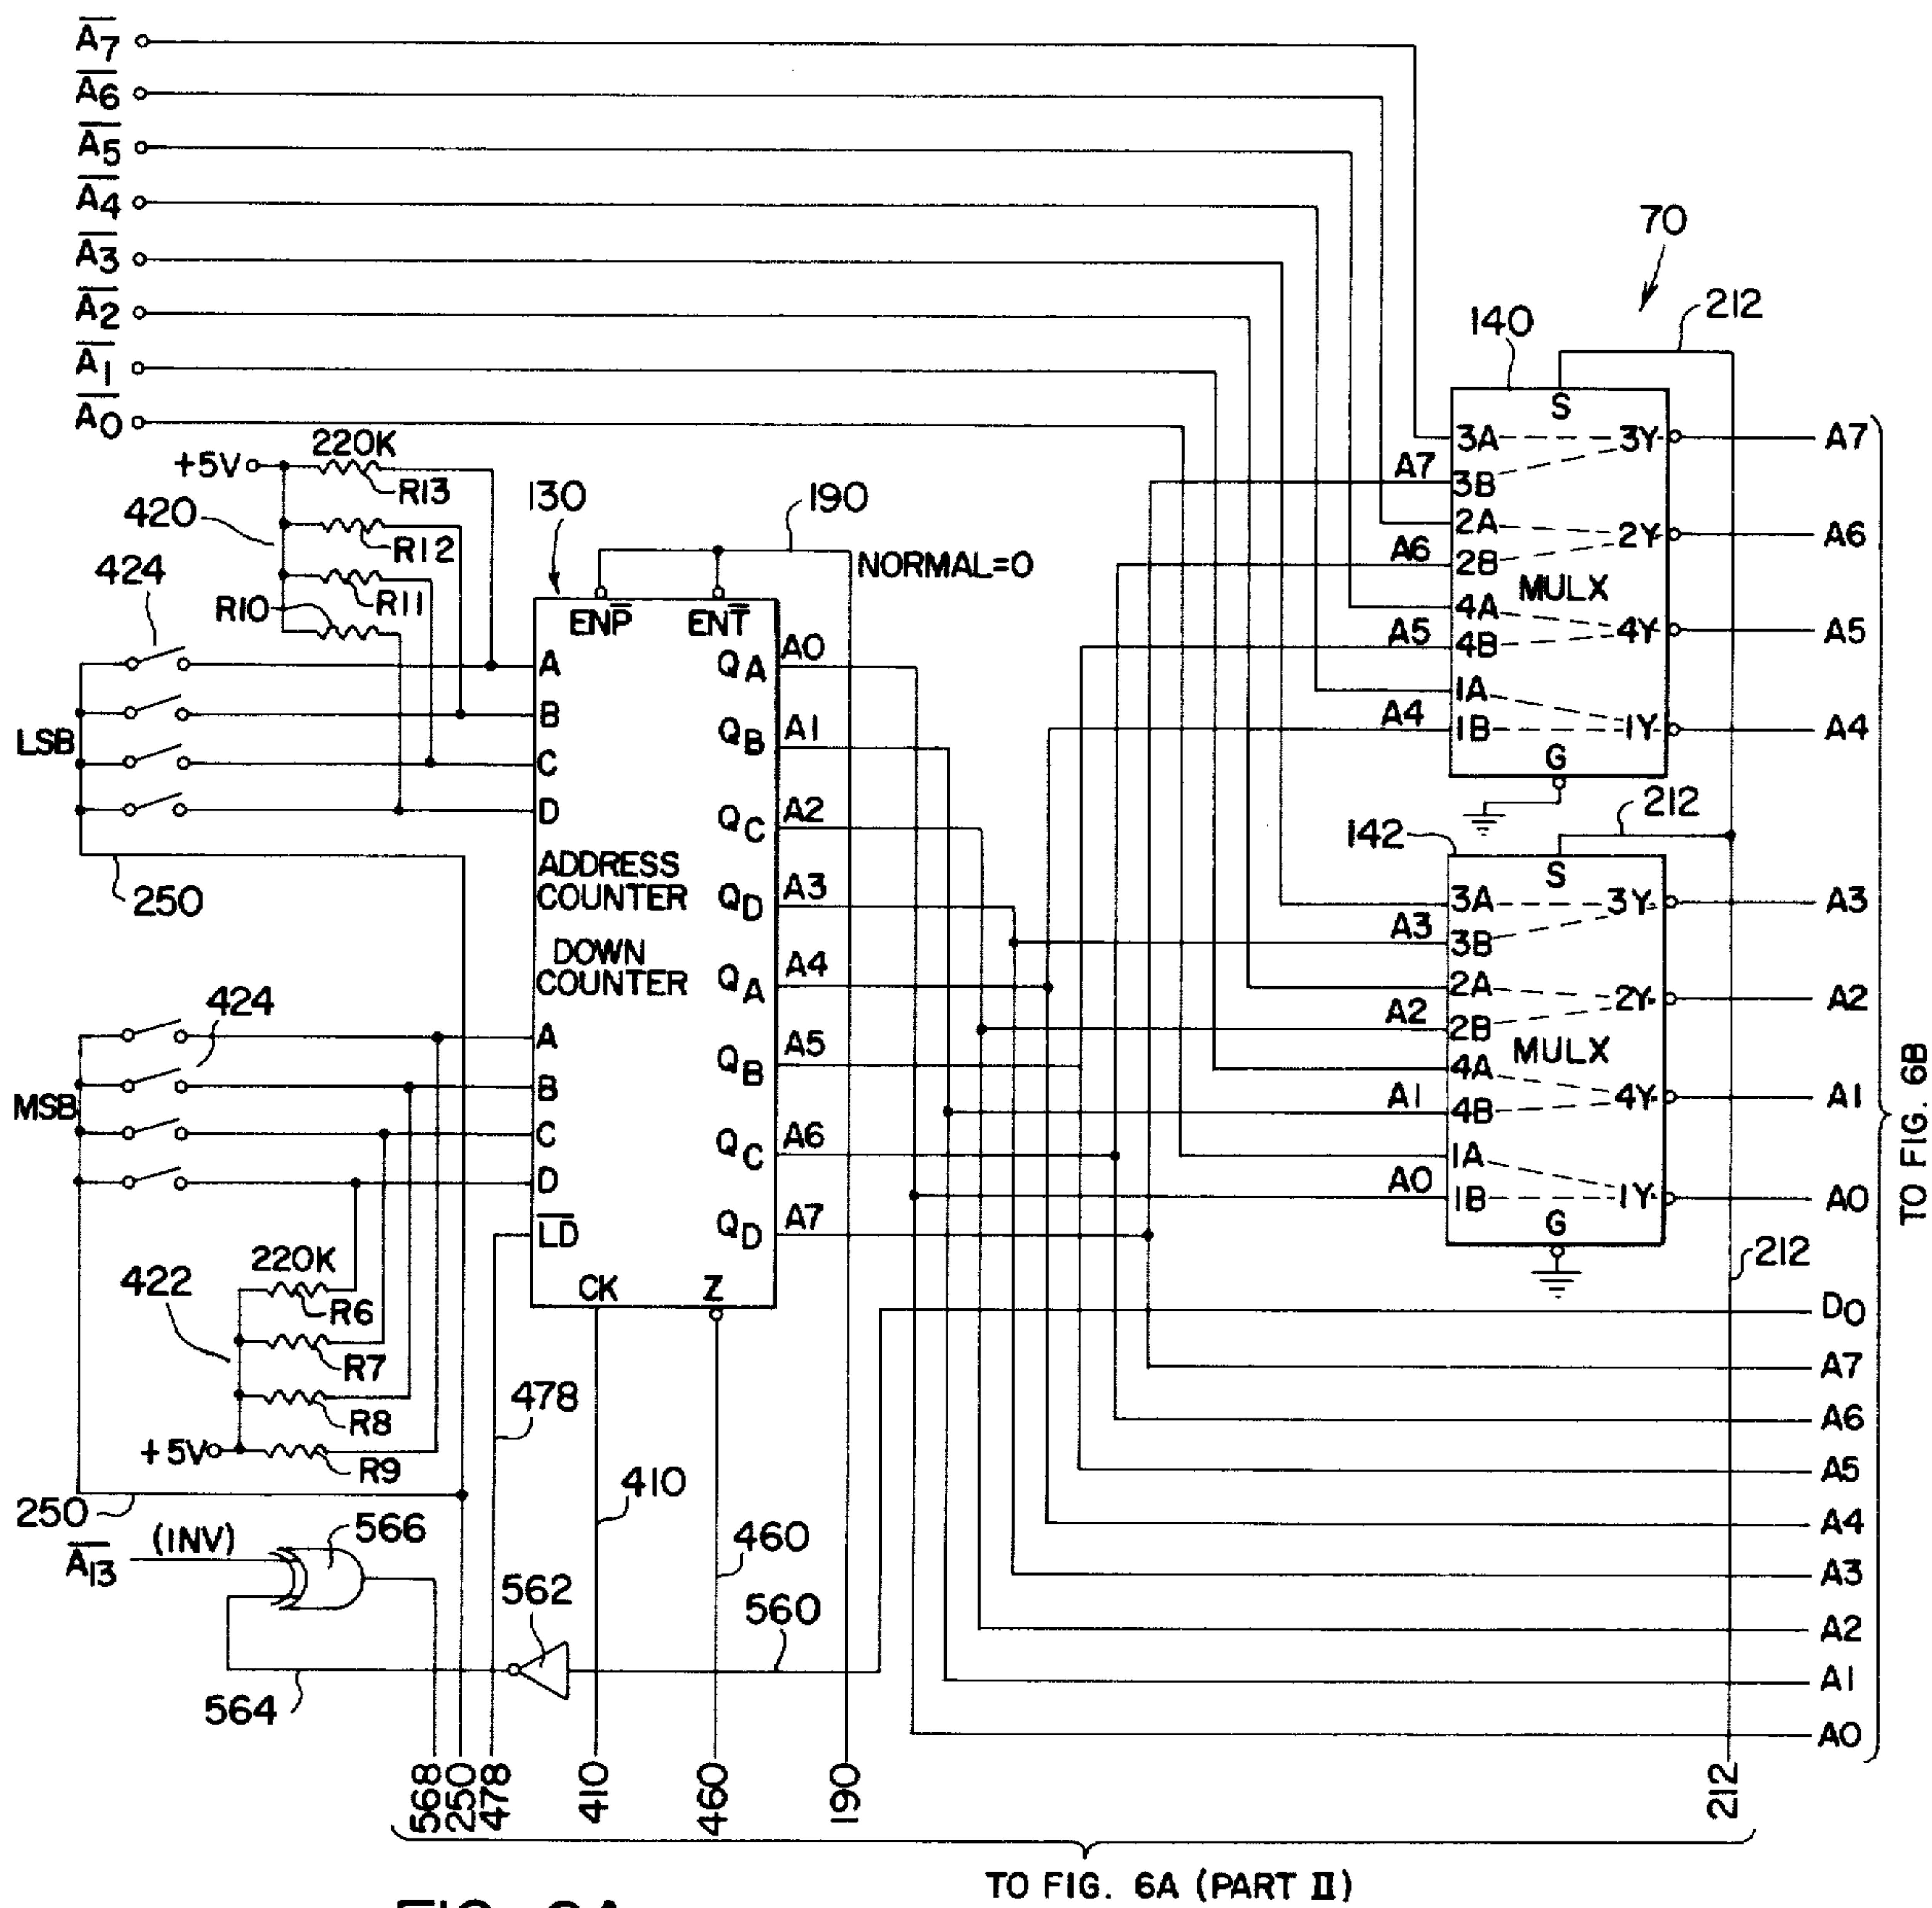 A7
A6
A5
A4
A3
A2
A1
A0
70
212
140
S
3A 3Y A7
A7
3B
2A 2Y A6
A6
2B
MULX
4A 4Y A5
A5
4B
1A
A4
1B 1Y A4
G
212
142
S
3A 3Y A3
A3
3B
2A 2Y A2
A2
2B
MULX
4A 4Y A1
A1
4B
1A
A0
1B 1Y A0
G
212
TO FIG. 6B
+5V
220K
R13
420
R12
R11
R10
424
LSB
250
130
190
NORMAL=0
ENP ENT
A QA A0
B QB A1
C QC A2
D QD A3
ADDRESS
COUNTER
DOWN
COUNTER
QA A4
QB A5
QC A6
QD A7
424
A
B
MSB
C
D
LD
CK Z
220K
422
R6
R7
R8
+5V
R9
250
478
410
460
A13 (INV)
566
562
560
564
D0
A7
A6
A5
A4
A3
A2
A1
A0
568
250
478
410
460
190
212
TO FIG. 6A (PART II)